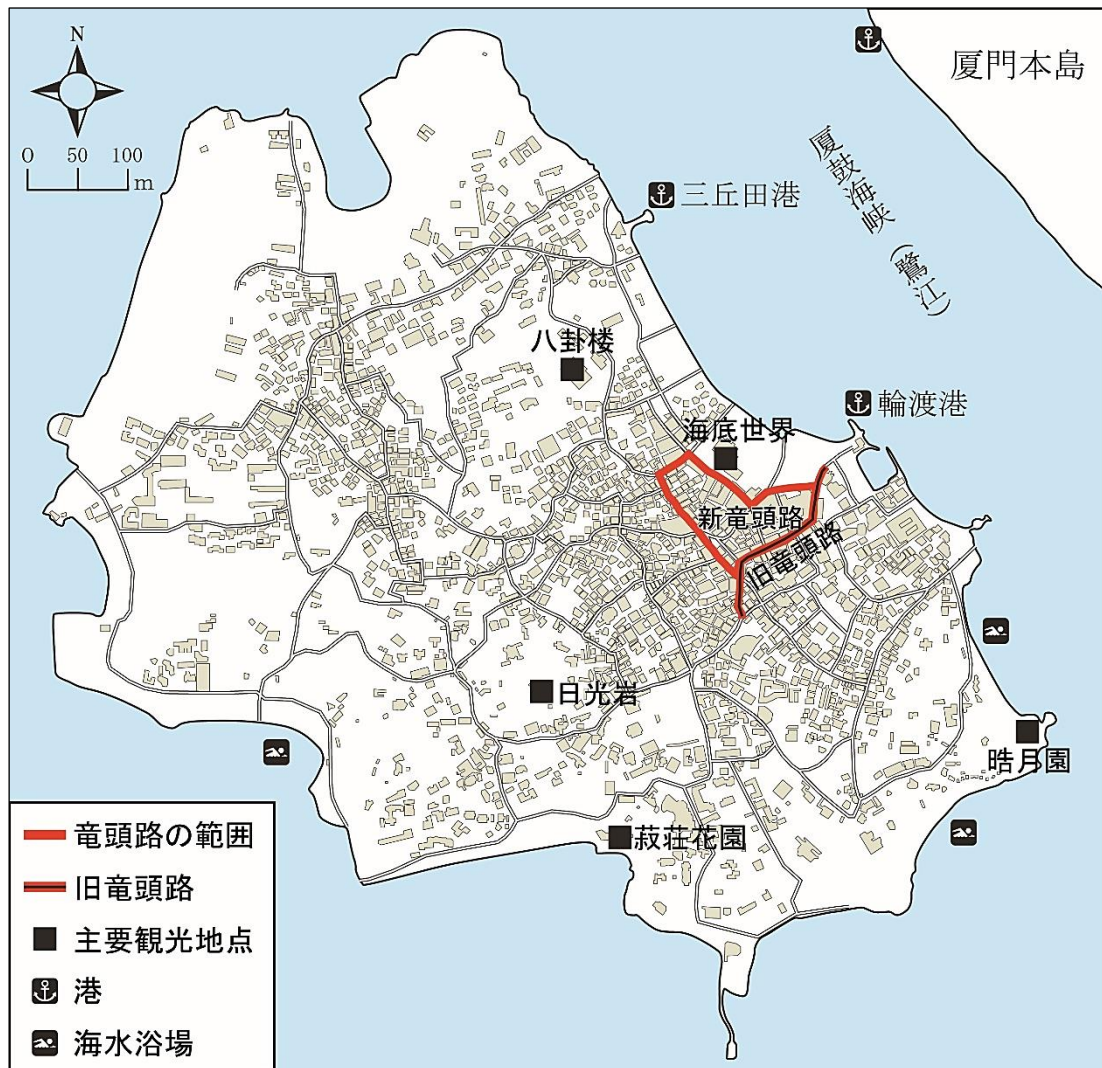 N
0 50 100
m
厦門本島
厦鼓海峡（鷺江）
三丘田港
八卦楼
輪渡港
海底世界
新竜頭路
旧竜頭路
日光岩
晧月園
菽荘花園
竜頭路の範囲
旧竜頭路
主要観光地点
港
海水浴場